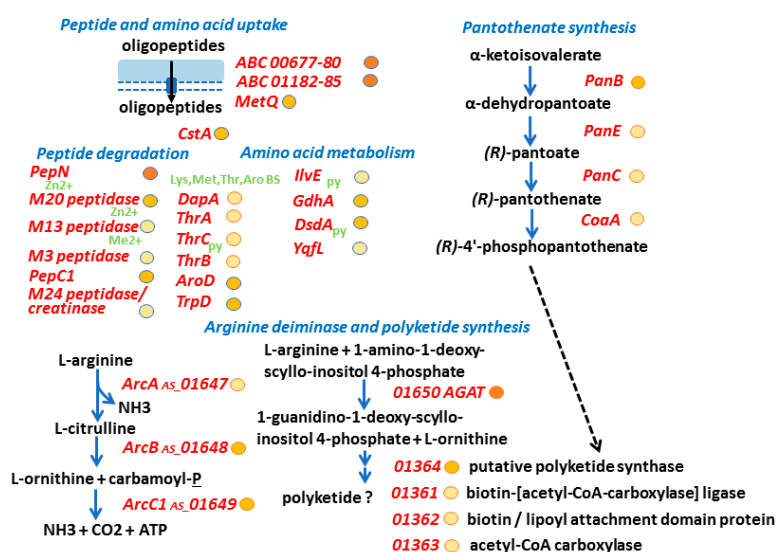 Peptide and amino acid uptake
oligopeptides
ABC 00677-80
ABC 01182-85
oligopeptides
MetQ
CstA
Peptide degradation
PepN
Zn2+
M20 peptidase
Zn2+
M13 peptidase
Me2+
M3 peptidase
PepC1
M24 peptidase/
creatinase
Lys,Met,Thr,Aro BS
DapA
ThrA
ThrC
py
ThrB
AroD
TrpD
Amino acid metabolism
IlvE
py
GdhA
DsdA
py
YqfL
Pantothenate synthesis
α-ketoisovalerate
PanB
α-dehydropantoate
PanE
(R)-pantoate
PanC
(R)-pantothenate
CoaA
(R)-4'-phosphopantothenate
Arginine deiminase and polyketide synthesis
L-arginine
ArcA AS_01647
NH3
L-citrulline
ArcB AS_01648
L-ornithine + carbamoyl-P
ArcC1 AS_01649
NH3 + CO2 + ATP
L-arginine + 1-amino-1-deoxy-
scyllo-inositol 4-phosphate
01650 AGAT
1-guanidino-1-deoxy-scyllo-
inositol 4-phosphate + L-ornithine
polyketide ?
01364 putative polyketide synthase
01361 biotin-[acetyl-CoA-carboxylase] ligase
01362 biotin / lipoyl attachment domain protein
01363 acetyl-CoA carboxylase